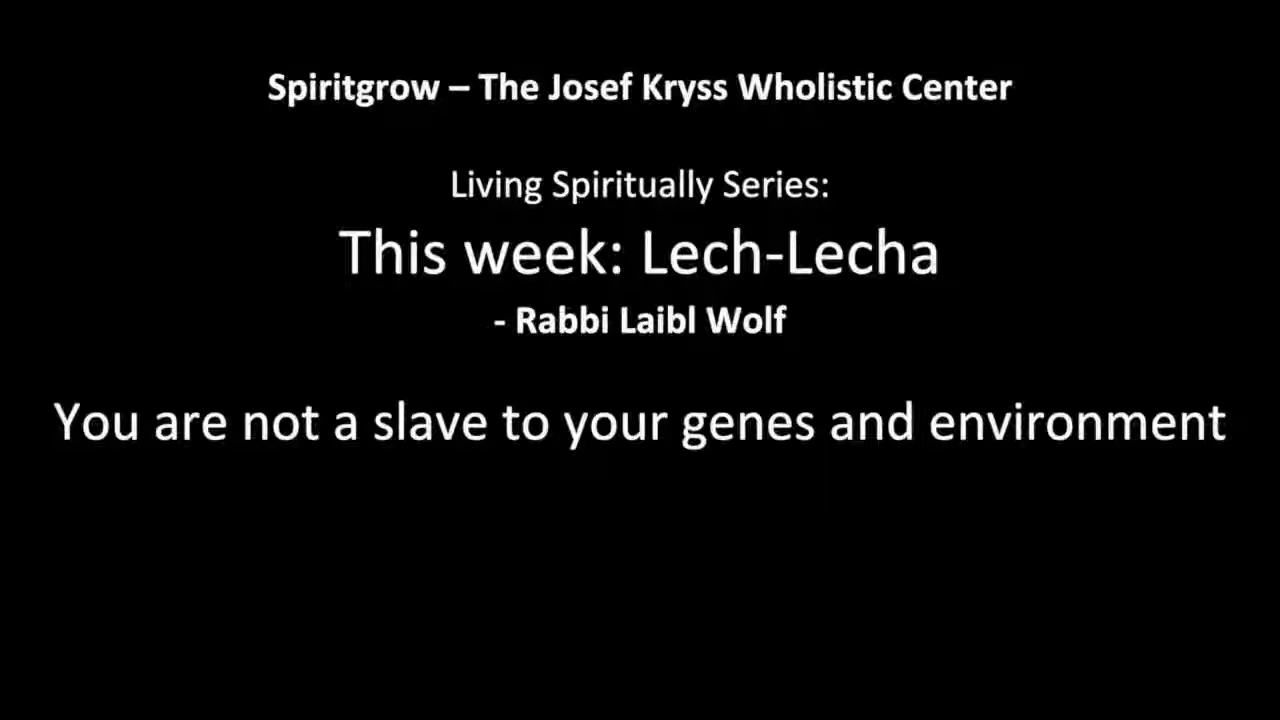 Spiritgrow – The Josef Kryss Wholistic Center
Living Spiritually Series:
This week: Lech-Lecha
- Rabbi Laibl Wolf
You are not a slave to your genes and environment